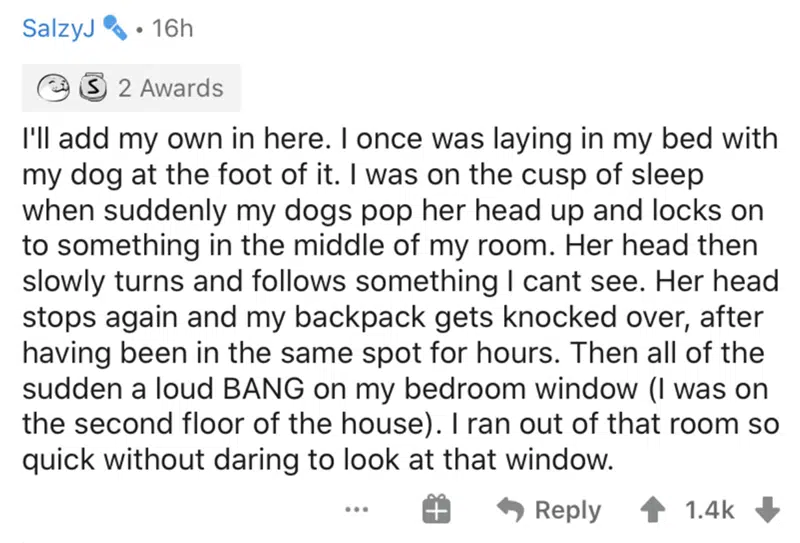 SalzyJ • 16h
S 2 Awards
I'll add my own in here. I once was laying in my bed with
my dog at the foot of it. I was on the cusp of sleep
when suddenly my dogs pop her head up and locks on
to something in the middle of my room. Her head then
slowly turns and follows something I cant see. Her head
stops again and my backpack gets knocked over, after
having been in the same spot for hours. Then all of the
sudden a loud BANG on my bedroom window (I was on
the second floor of the house). I ran out of that room so
quick without daring to look at that window.
... Reply 1.4k